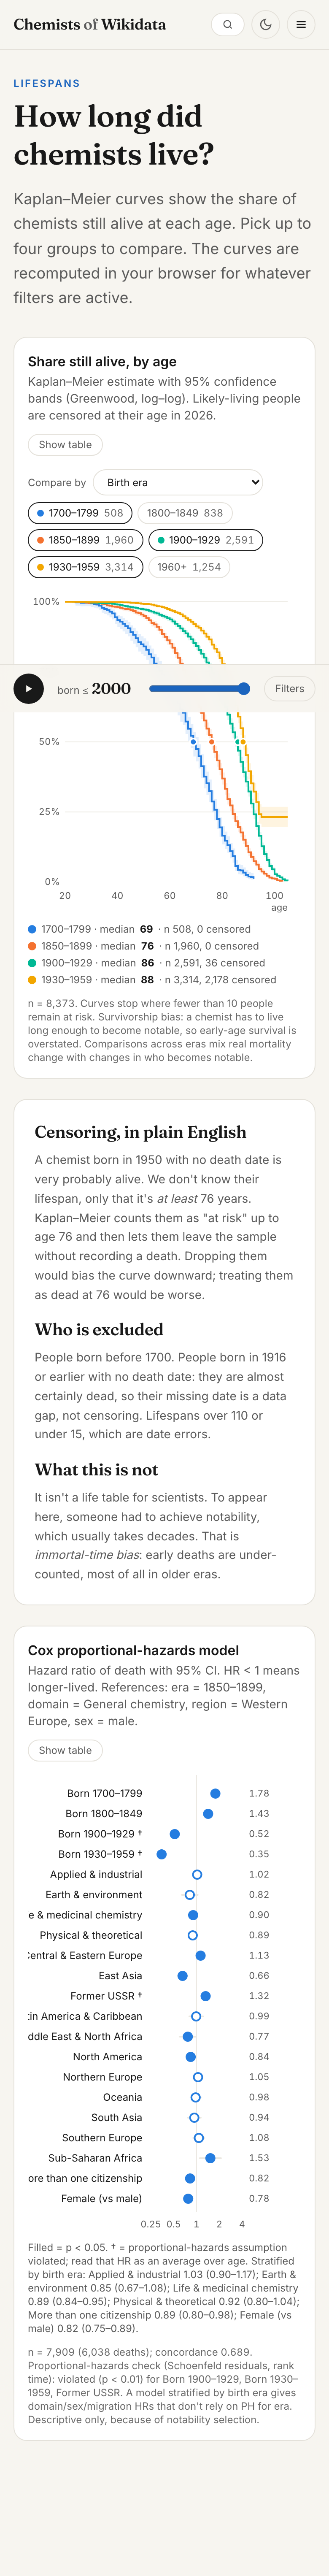 Chemists of Wikidata
LIFESPANS
How long did
chemists live?
Kaplan–Meier curves show the share of
chemists still alive at each age. Pick up to
four groups to compare. The curves are
recomputed in your browser for whatever
filters are active.
Share still alive, by age
Kaplan–Meier estimate with 95% confidence
bands (Greenwood, log–log). Likely-living people
are censored at their age in 2026.
Show table
Compare by Birth era
1700–1799 508 1800–1849 838
1850–1899 1,960 1900–1929 2,591
1930–1959 3,314 1960+ 1,254
100%
born ≤ 2000 Filters
50%
25%
0%
20 40 60 80 100
age
1700–1799 · median 69 · n 508, 0 censored
1850–1899 · median 76 · n 1,960, 0 censored
1900–1929 · median 86 · n 2,591, 36 censored
1930–1959 · median 88 · n 3,314, 2,178 censored
n = 8,373. Curves stop where fewer than 10 people
remain at risk. Survivorship bias: a chemist has to live
long enough to become notable, so early-age survival is
overstated. Comparisons across eras mix real mortality
change with changes in who becomes notable.
Censoring, in plain English
A chemist born in 1950 with no death date is
very probably alive. We don't know their
lifespan, only that it's at least 76 years.
Kaplan–Meier counts them as "at risk" up to
age 76 and then lets them leave the sample
without recording a death. Dropping them
would bias the curve downward; treating them
as dead at 76 would be worse.
Who is excluded
People born before 1700. People born in 1916
or earlier with no death date: they are almost
certainly dead, so their missing date is a data
gap, not censoring. Lifespans over 110 or
under 15, which are date errors.
What this is not
It isn't a life table for scientists. To appear
here, someone had to achieve notability,
which usually takes decades. That is
immortal-time bias: early deaths are under-
counted, most of all in older eras.
Cox proportional-hazards model
Hazard ratio of death with 95% CI. HR < 1 means
longer-lived. References: era = 1850–1899,
domain = General chemistry, region = Western
Europe, sex = male.
Show table
Born 1700–1799 1.78
Born 1800–1849 1.43
Born 1900–1929 † 0.52
Born 1930–1959 † 0.35
Applied & industrial 1.02
Earth & environment 0.82
e & medicinal chemistry 0.90
Physical & theoretical 0.89
Central & Eastern Europe 1.13
East Asia 0.66
Former USSR † 1.32
tin America & Caribbean 0.99
ddle East & North Africa 0.77
North America 0.84
Northern Europe 1.05
Oceania 0.98
South Asia 0.94
Southern Europe 1.08
Sub-Saharan Africa 1.53
ore than one citizenship 0.82
Female (vs male) 0.78
0.25 0.5 1 2 4
Filled = p < 0.05. † = proportional-hazards assumption
violated; read that HR as an average over age. Stratified
by birth era: Applied & industrial 1.03 (0.90–1.17); Earth &
environment 0.85 (0.67–1.08); Life & medicinal chemistry
0.89 (0.84–0.95); Physical & theoretical 0.92 (0.80–1.04);
More than one citizenship 0.89 (0.80–0.98); Female (vs
male) 0.82 (0.75–0.89).
n = 7,909 (6,038 deaths); concordance 0.689.
Proportional-hazards check (Schoenfeld residuals, rank
time): violated (p < 0.01) for Born 1900–1929, Born 1930–
1959, Former USSR. A model stratified by birth era gives
domain/sex/migration HRs that don't rely on PH for era.
Descriptive only, because of notability selection.